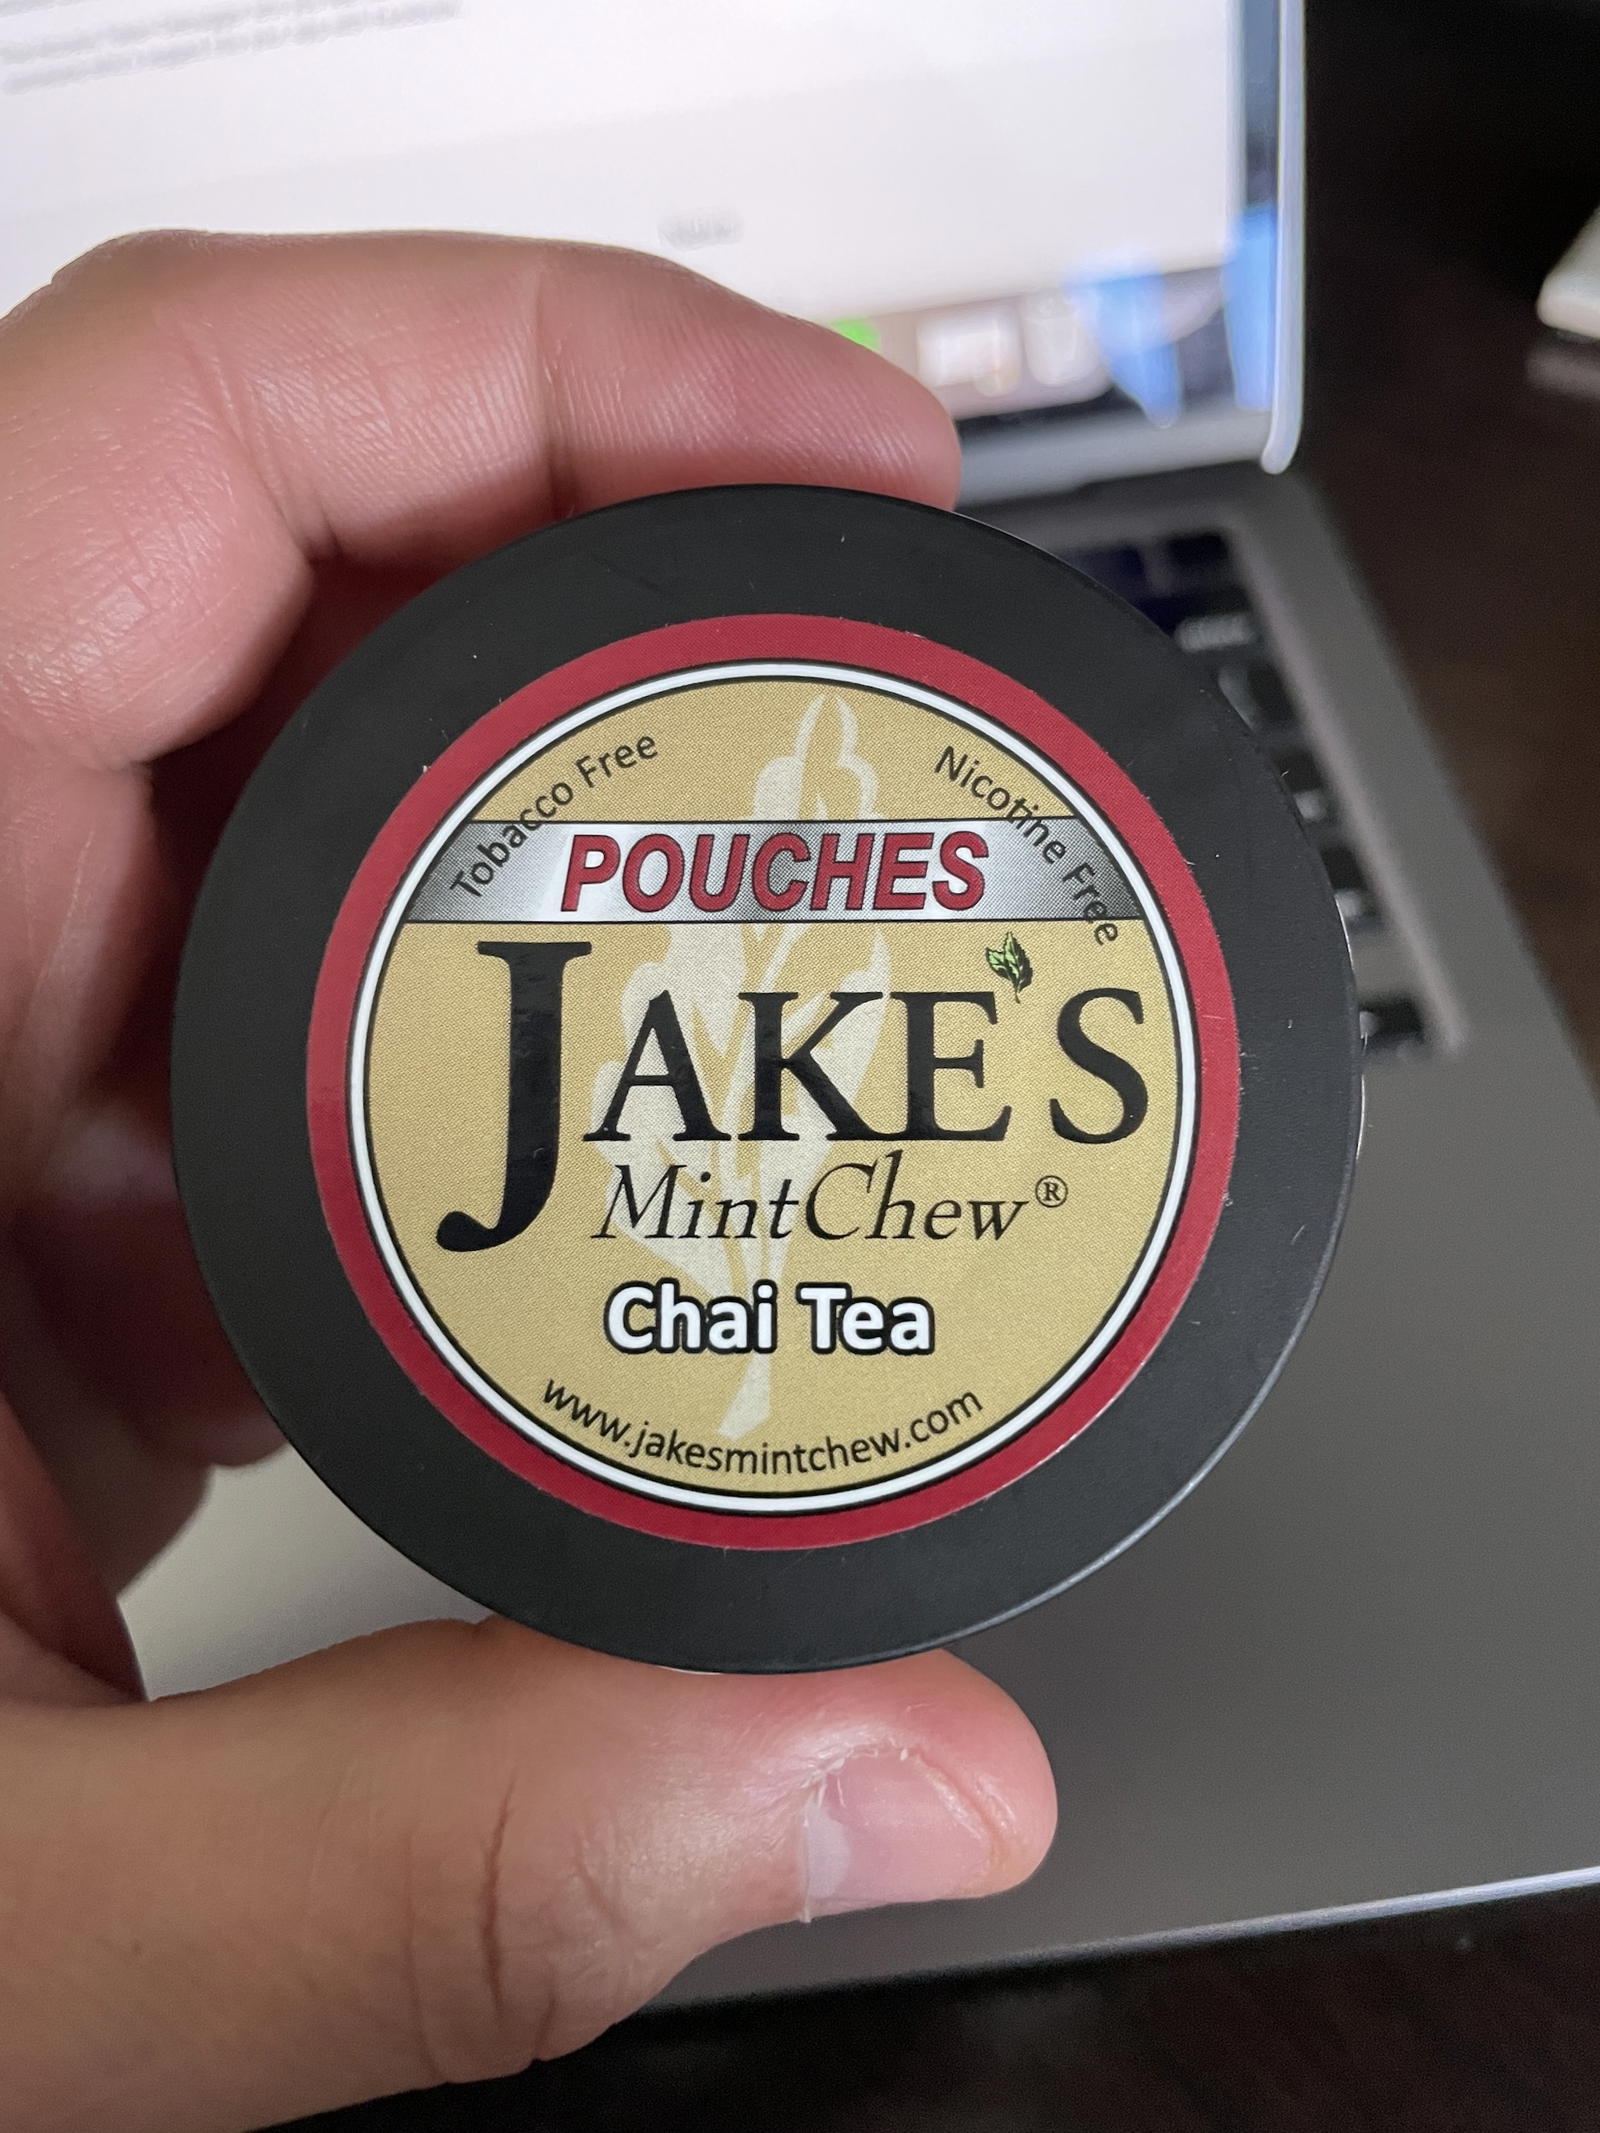 Tobacco Free
Nicotine Free
POUCHES
JAKE'S
MintChew®
Chai Tea
www.jakesmintchew.com